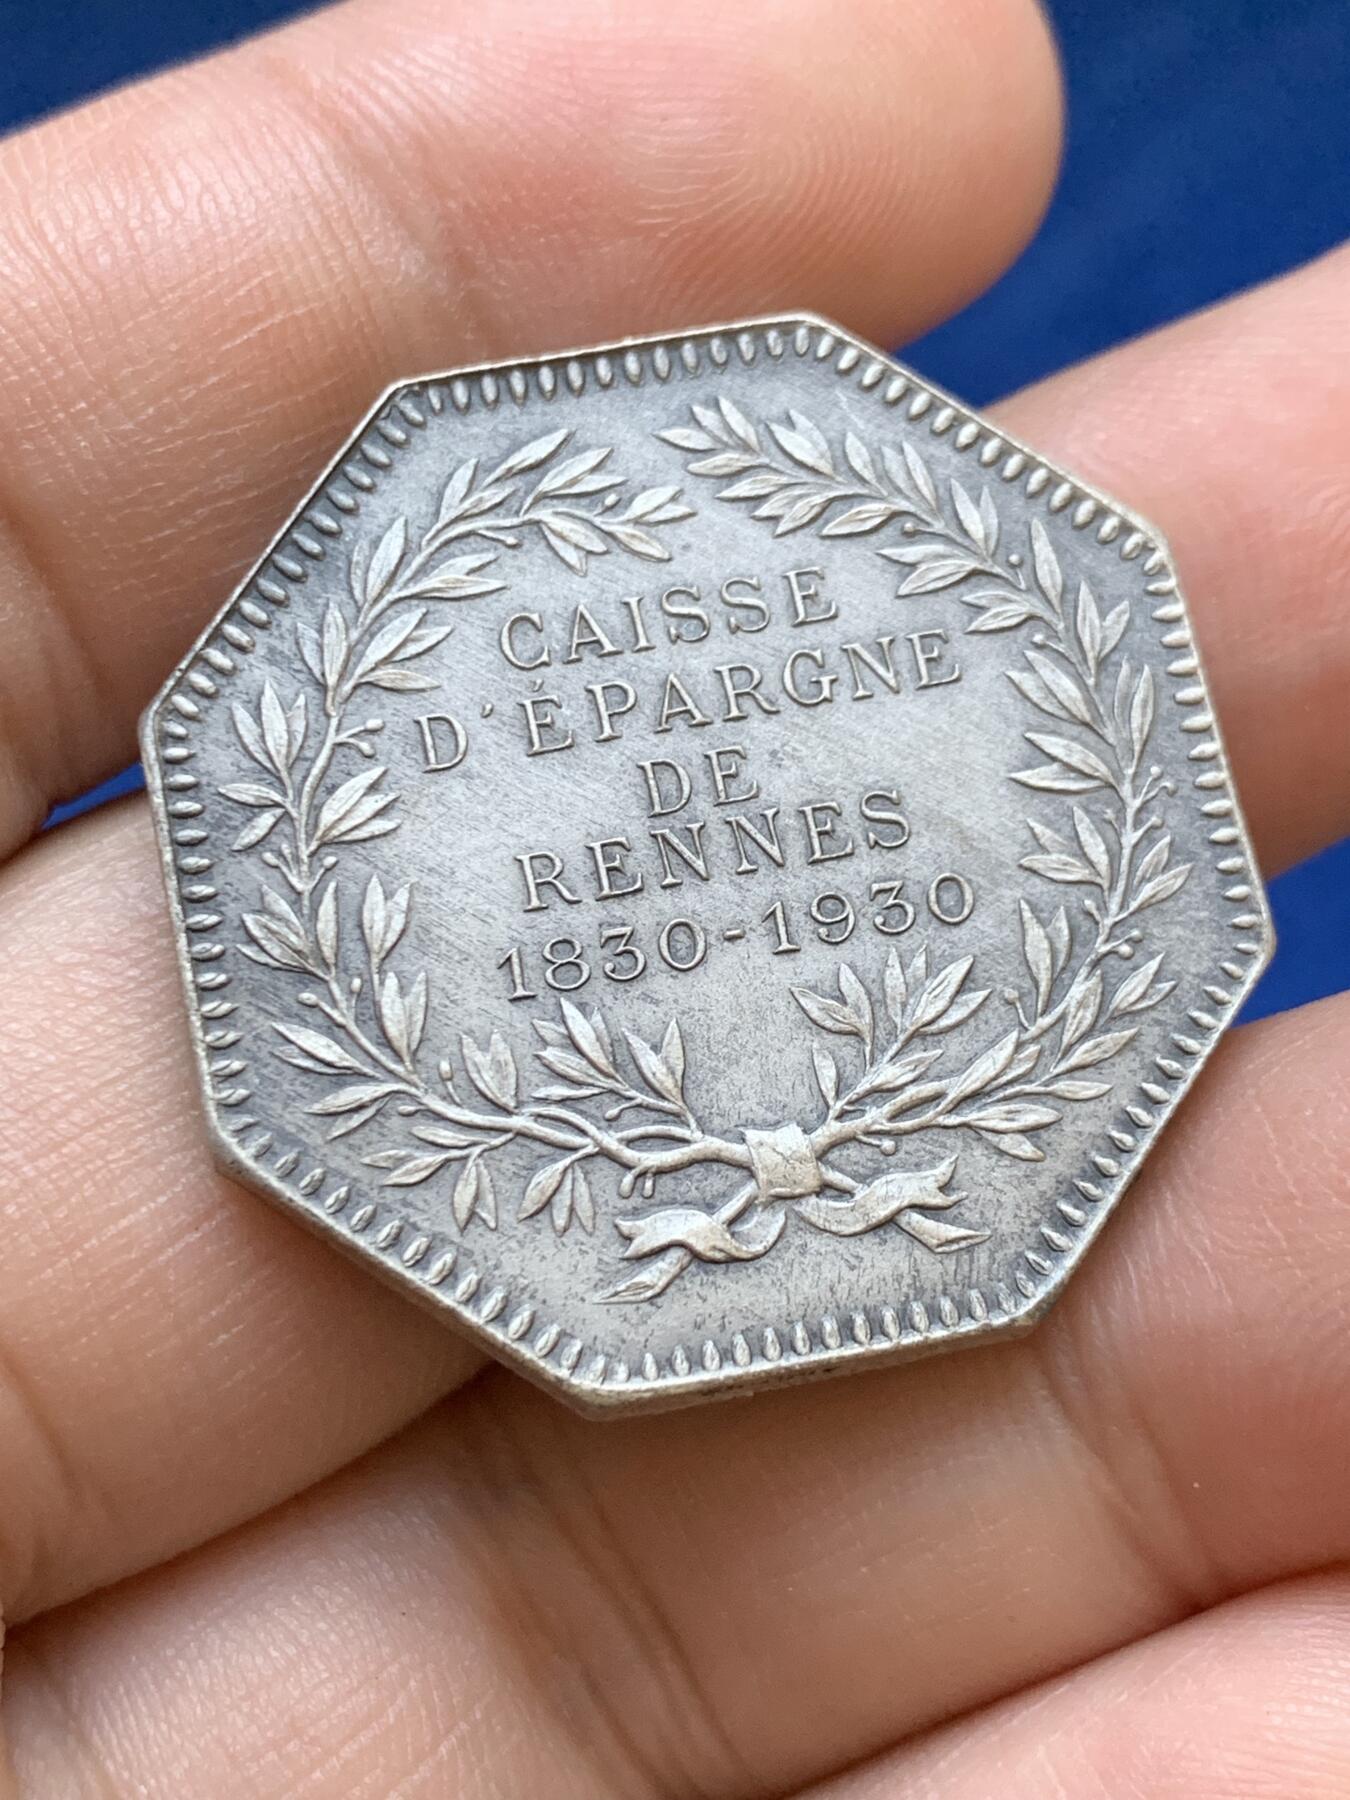 CAISSE
D'ÉPARGNE
DE
RENNES
1830-1930